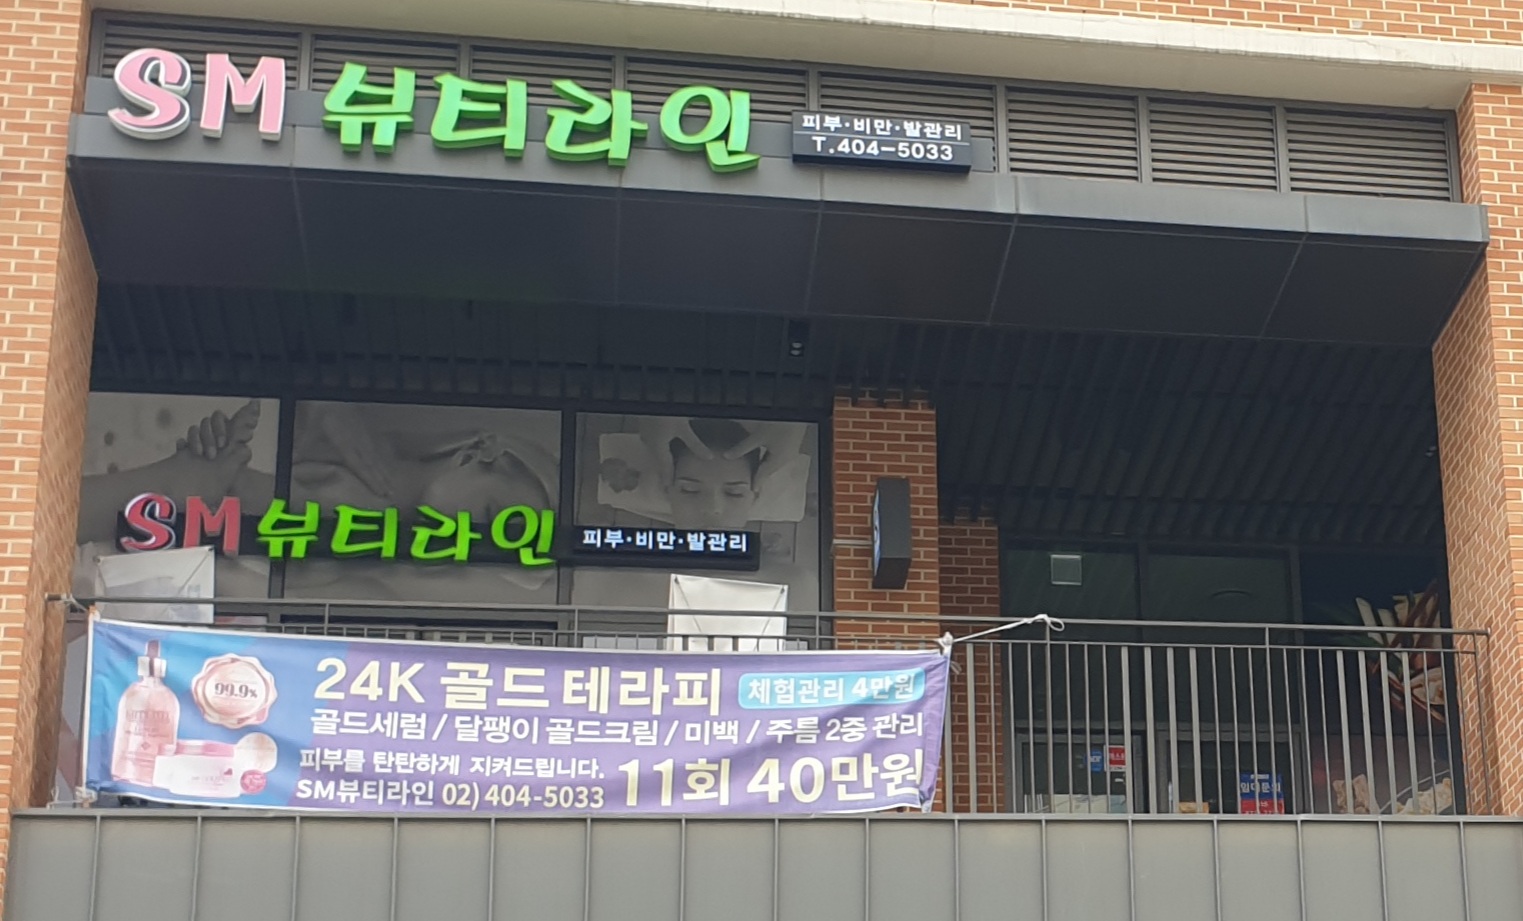 SM 뷰티라인
피부·비만·발관리
T.404-5033
SM 뷰티라인
피부·비만·발관리
99.9%
24K 골드 테라피 체험관리 4만원
골드세럼 / 달팽이 골드크림 / 미백 / 주름 2중 관리
피부를 탄탄하게 지켜드립니다.
11회 40만원
SM뷰티라인 02) 404-5033
임대문의